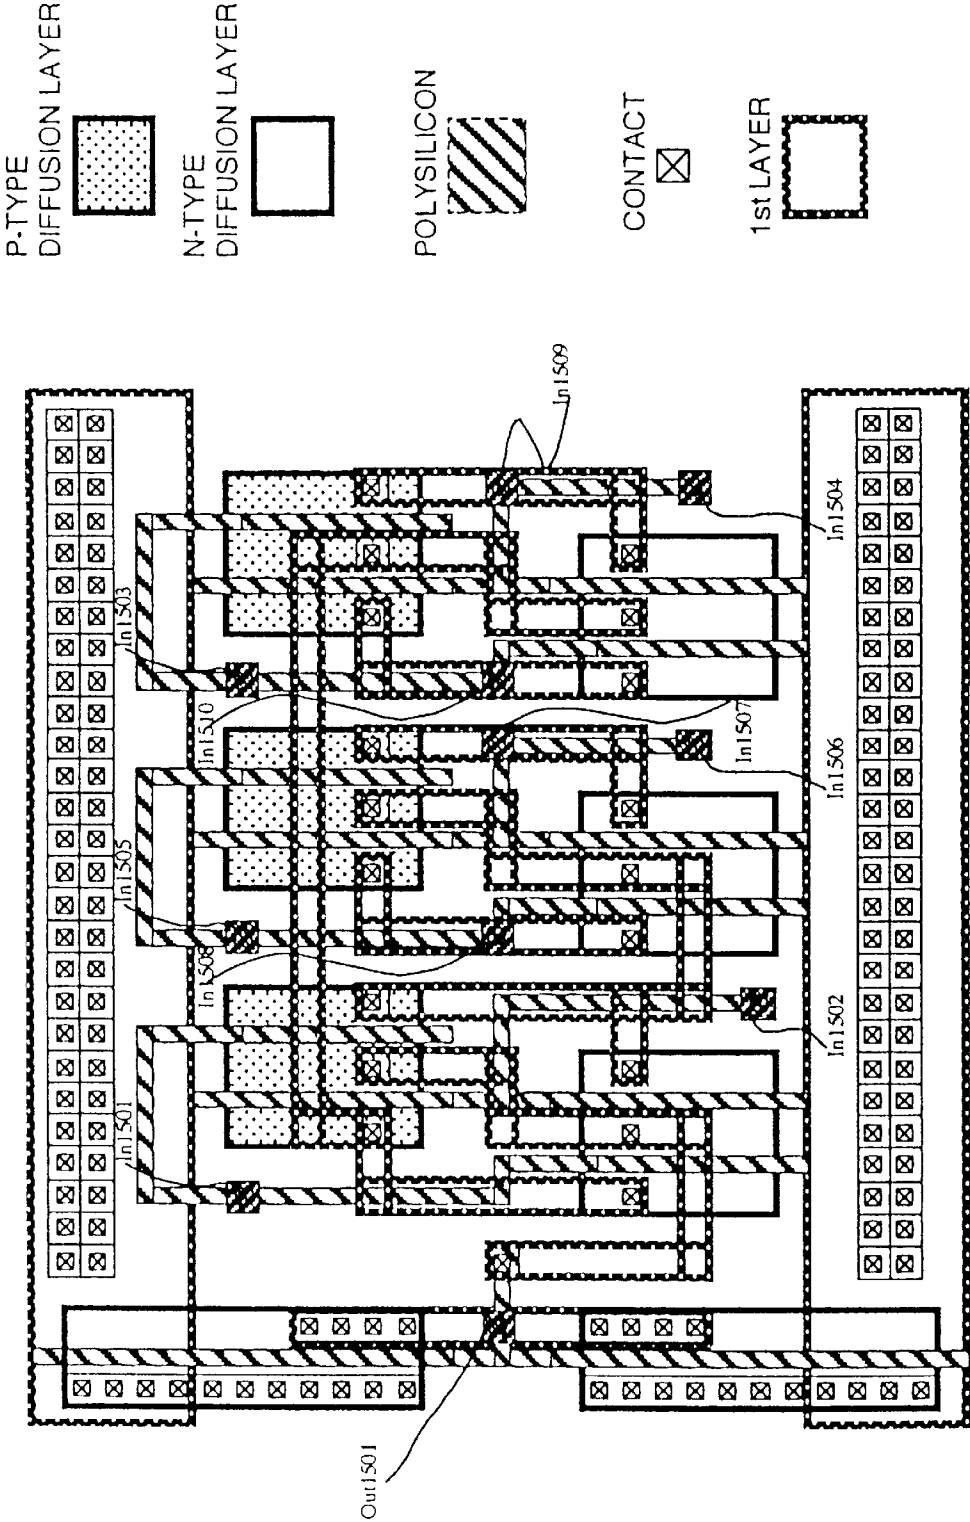 P-TYPE
DIFFUSION LAYER
N-TYPE
DIFFUSION LAYER
POLYSILICON
CONTACT
1st LAYER
In1509
In1504
In1503
In1510
In1507
In1506
In1505
In1508
In1502
In1501
Out1501